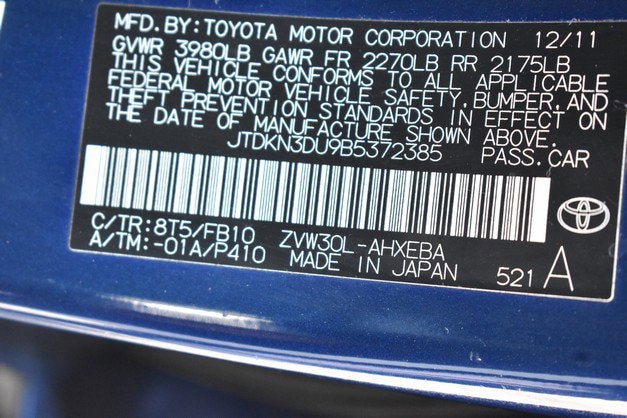 MFD. BY: TOYOTA MOTOR CORPORATION 12/11
GVWR 3980LB GAWR FR 2270LB RR 2175LB
THIS VEHICLE CONFORMS TO ALL APPLICABLE
FEDERAL MOTOR VEHICLE SAFETY, BUMPER, AND
THEFT PREVENTION STANDARDS IN EFFECT ON
THE DATE OF MANUFACTURE SHOWN ABOVE.
JTDKN3DU9B5372385 PASS. CAR
C/TR: 8T5/FB10 ZVW30L-AHXEBA
A/TM: -01A/P410 MADE IN JAPAN 521 A